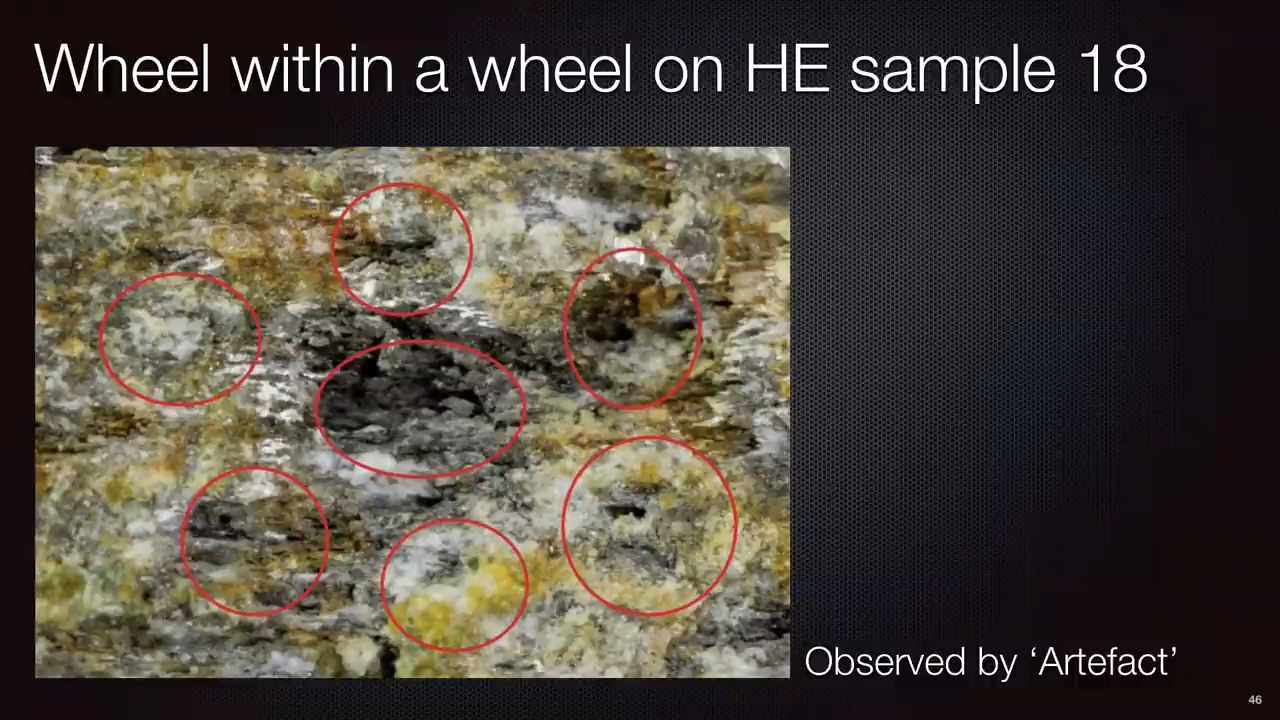 Wheel within a wheel on HE sample 18
Observed by ‘Artefact’
46